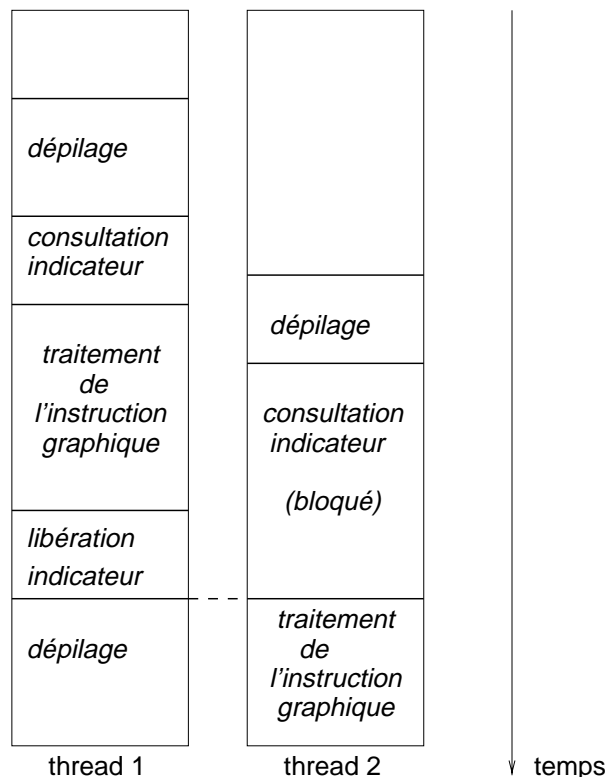 dépilage
consultation
indicateur
traitement
de
l'instruction
graphique
libération
indicateur
dépilage
thread 1
dépilage
consultation
indicateur
(bloqué)
traitement
de
l'instruction
graphique
thread 2
temps